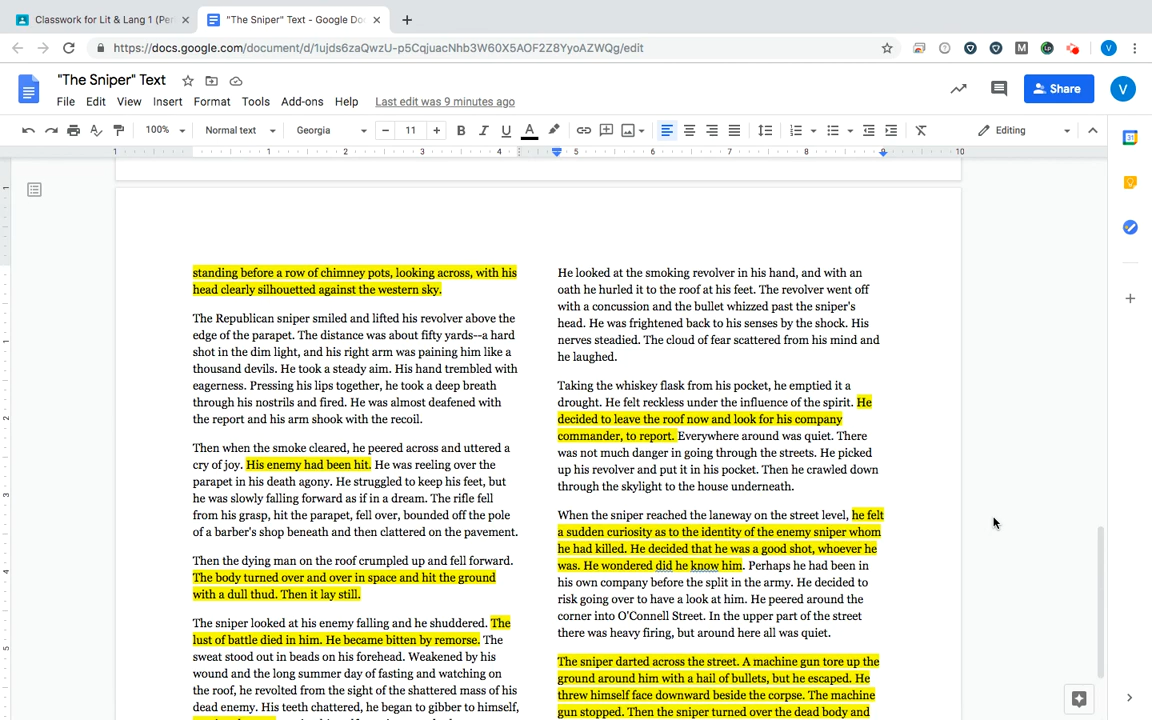 Classwork for Lit & Lang 1 (Per
"The Sniper" Text - Google Do
https://docs.google.com/document/d/1ujds6zaQwzU-p5CqjuacNhb3W60X5AOF2Z8YyoAZWQg/edit
"The Sniper" Text
File Edit View Insert Format Tools Add-ons Help Last edit was 9 minutes ago
Share
V
100% Normal text Georgia 11 B I U A Editing
1 1 2 3 4 5 6 7 8 9 10
standing before a row of chimney pots, looking across, with his
head clearly silhouetted against the western sky.
The Republican sniper smiled and lifted his revolver above the
edge of the parapet. The distance was about fifty yards--a hard
shot in the dim light, and his right arm was paining him like a
thousand devils. He took a steady aim. His hand trembled with
eagerness. Pressing his lips together, he took a deep breath
through his nostrils and fired. He was almost deafened with
the report and his arm shook with the recoil.
Then when the smoke cleared, he peered across and uttered a
cry of joy. His enemy had been hit. He was reeling over the
parapet in his death agony. He struggled to keep his feet, but
he was slowly falling forward as if in a dream. The rifle fell
from his grasp, hit the parapet, fell over, bounded off the pole
of a barber's shop beneath and then clattered on the pavement.
Then the dying man on the roof crumpled up and fell forward.
The body turned over and over in space and hit the ground
with a dull thud. Then it lay still.
The sniper looked at his enemy falling and he shuddered. The
lust of battle died in him. He became bitten by remorse. The
sweat stood out in beads on his forehead. Weakened by his
wound and the long summer day of fasting and watching on
the roof, he revolted from the sight of the shattered mass of his
dead enemy. His teeth chattered, he began to gibber to himself,
He looked at the smoking revolver in his hand, and with an
oath he hurled it to the roof at his feet. The revolver went off
with a concussion and the bullet whizzed past the sniper's
head. He was frightened back to his senses by the shock. His
nerves steadied. The cloud of fear scattered from his mind and
he laughed.
Taking the whiskey flask from his pocket, he emptied it a
drought. He felt reckless under the influence of the spirit. He
decided to leave the roof now and look for his company
commander, to report. Everywhere around was quiet. There
was not much danger in going through the streets. He picked
up his revolver and put it in his pocket. Then he crawled down
through the skylight to the house underneath.
When the sniper reached the laneway on the street level, he felt
a sudden curiosity as to the identity of the enemy sniper whom
he had killed. He decided that he was a good shot, whoever he
was. He wondered did he know him. Perhaps he had been in
his own company before the split in the army. He decided to
risk going over to have a look at him. He peered around the
corner into O'Connell Street. In the upper part of the street
there was heavy firing, but around here all was quiet.
The sniper darted across the street. A machine gun tore up the
ground around him with a hail of bullets, but he escaped. He
threw himself face downward beside the corpse. The machine
gun stopped. Then the sniper turned over the dead body and